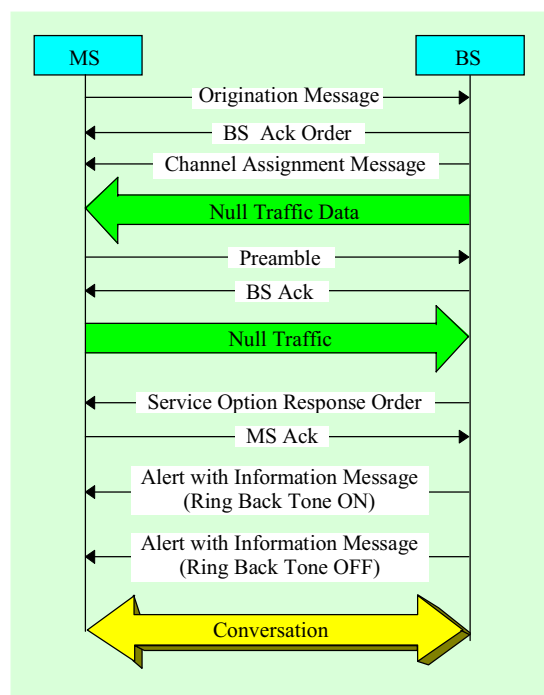 MS
BS
Origination Message
BS Ack Order
Channel Assignment Message
Null Traffic Data
Preamble
BS Ack
Null Traffic
Service Option Response Order
MS Ack
Alert with Information Message
(Ring Back Tone ON)
Alert with Information Message
(Ring Back Tone OFF)
Conversation